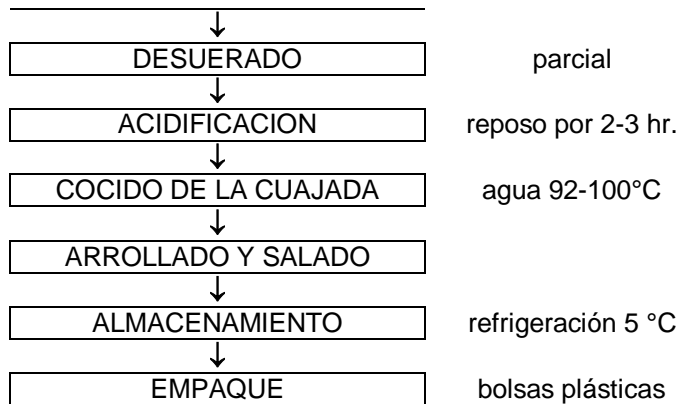 DESUERADO parcial
ACIDIFICACION reposo por 2-3 hr.
COCIDO DE LA CUAJADA agua 92-100°C
ARROLLADO Y SALADO
ALMACENAMIENTO refrigeración 5 °C
EMPAQUE bolsas plásticas